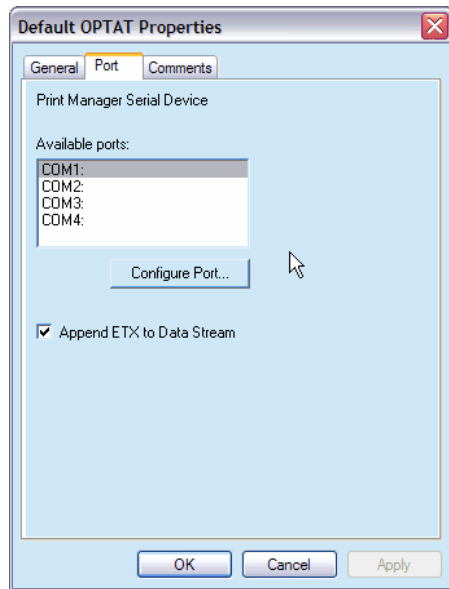 Default OPTAT Properties
General Port Comments
Print Manager Serial Device
Available ports:
COM1:
COM2:
COM3:
COM4:
Configure Port...
Append ETX to Data Stream
OK Cancel Apply